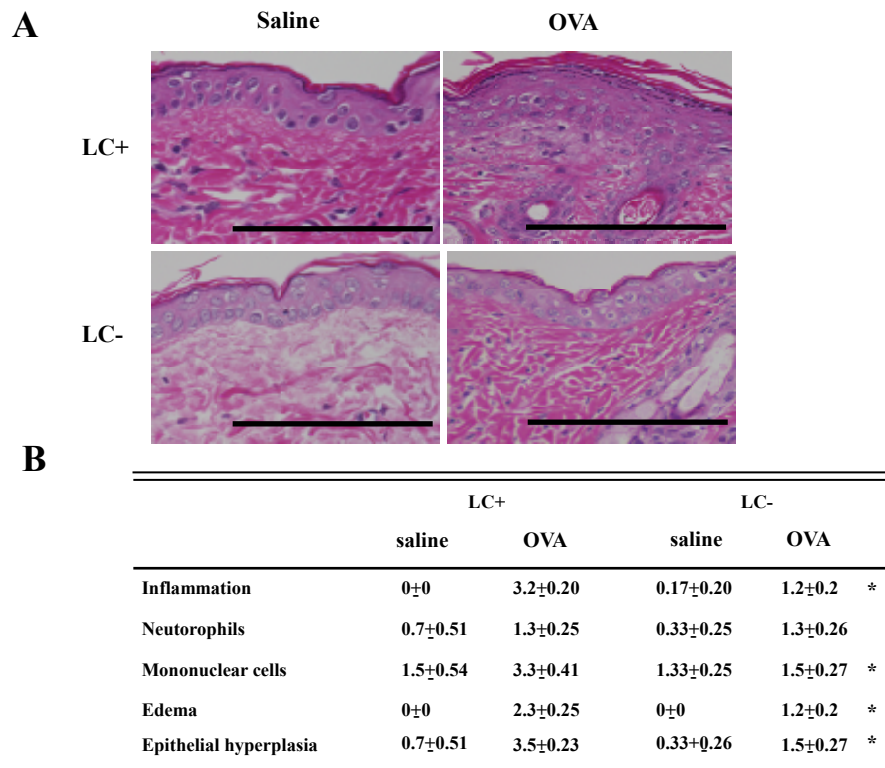 A
Saline OVA
LC+
LC-
B
LC+ LC-
saline OVA saline OVA
Inflammation 0±0 3.2±0.20 0.17±0.20 1.2±0.2 *
Neutorophils 0.7±0.51 1.3±0.25 0.33±0.25 1.3±0.26
Mononuclear cells 1.5±0.54 3.3±0.41 1.33±0.25 1.5±0.27 *
Edema 0±0 2.3±0.25 0±0 1.2±0.2 *
Epithelial hyperplasia 0.7±0.51 3.5±0.23 0.33+0.26 1.5±0.27 *